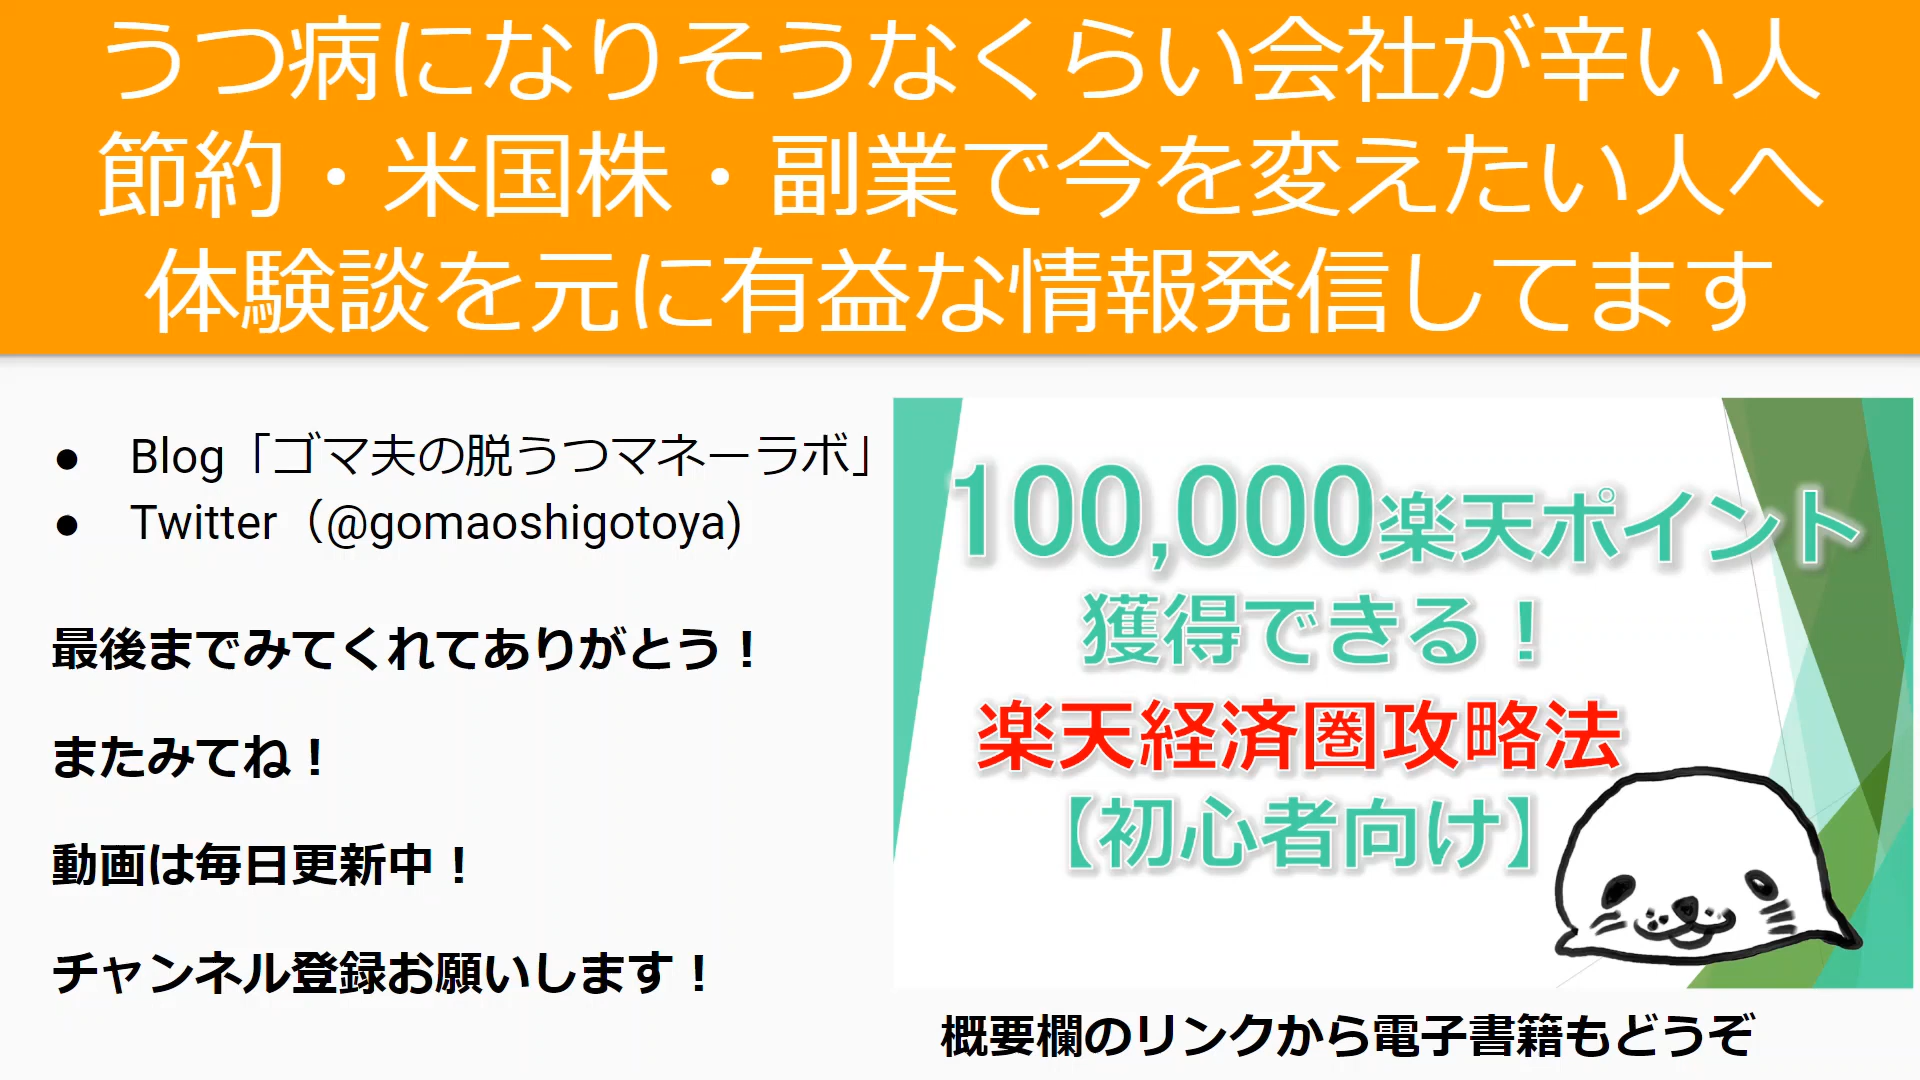 うつ病になりそうなくらい会社が辛い人
節約・米国株・副業で今を変えたい人へ
体験談を元に有益な情報発信してます
● Blog「ゴマ夫の脱うつマネーラボ」
● Twitter（@gomaoshigotoya)
最後までみてくれてありがとう！
またみてね！
動画は毎日更新中！
チャンネル登録お願いします！
100,000楽天ポイント
獲得できる！
楽天経済圏攻略法
【初心者向け】
概要欄のリンクから電子書籍もどうぞ